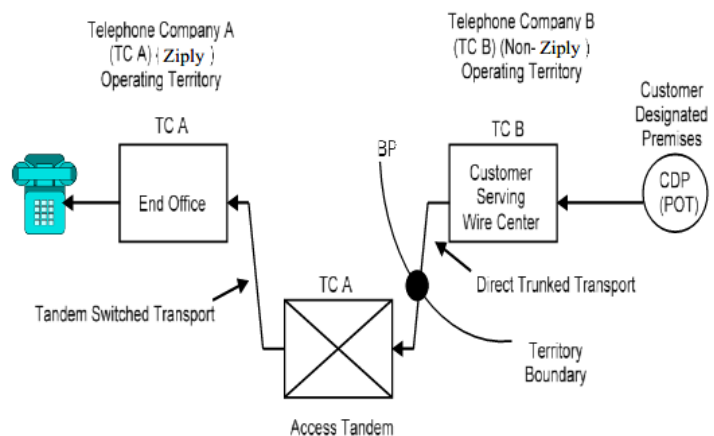 Telephone Company A
(TC A) ( Ziply )
Operating Territory
Telephone Company B
(TC B) (Non- Ziply )
Operating Territory
Customer
Designated
Premises
TC A
TC B
BP
End Office
Customer
Serving
Wire Center
CDP
(POT)
TC A
Direct Trunked Transport
Tandem Switched Transport
Territory
Boundary
Access Tandem